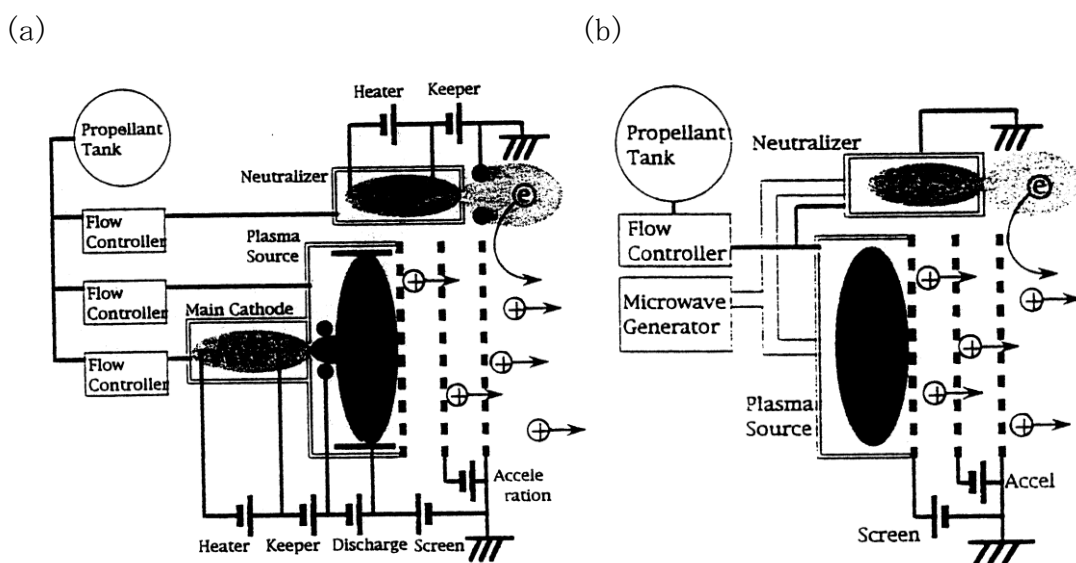 (a)
Heater Keeper
Propellant
Tank
Neutralizer
e
Flow
Controller
Plasma
Source
Flow
Controller
Main Cathode
Flow
Controller
Accele
ration
Heater Keeper Discharge Screen
(b)
Propellant
Tank
Neutralizer
e
Flow
Controller
Microwave
Generator
Plasma
Source
Accel
Screen